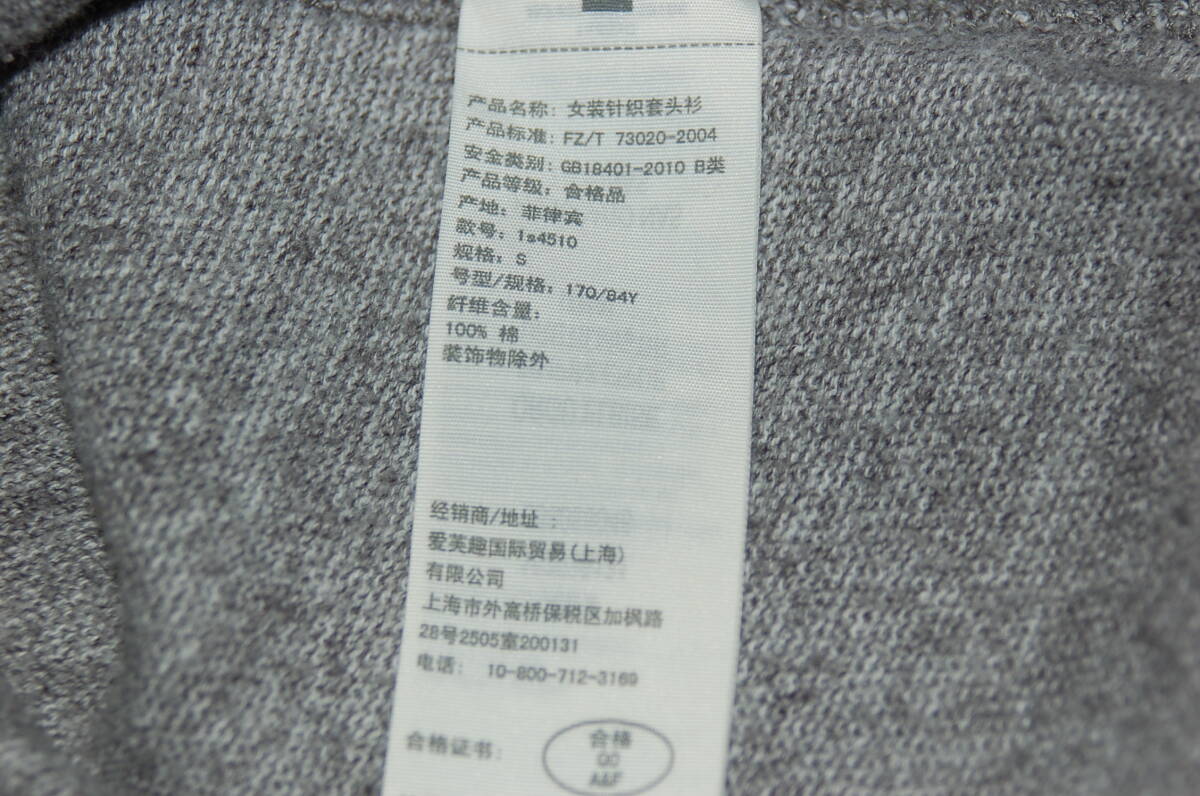 产品名称: 女装针织套头衫
产品标准: FZ/T 73020-2004
安全类别: GB18401-2010 B类
产品等级: 合格品
产地: 菲律宾
款号: 1s4510
规格: S
号型/规格: 170/84Y
纤维含量:
100% 棉
装饰物除外
经销商/地址 :
爱芙趣国际贸易(上海)
有限公司
上海市外高桥保税区加枫路
28号2505室200131
电话: 10-800-712-3169
合格证书:
合格
QC
A&F